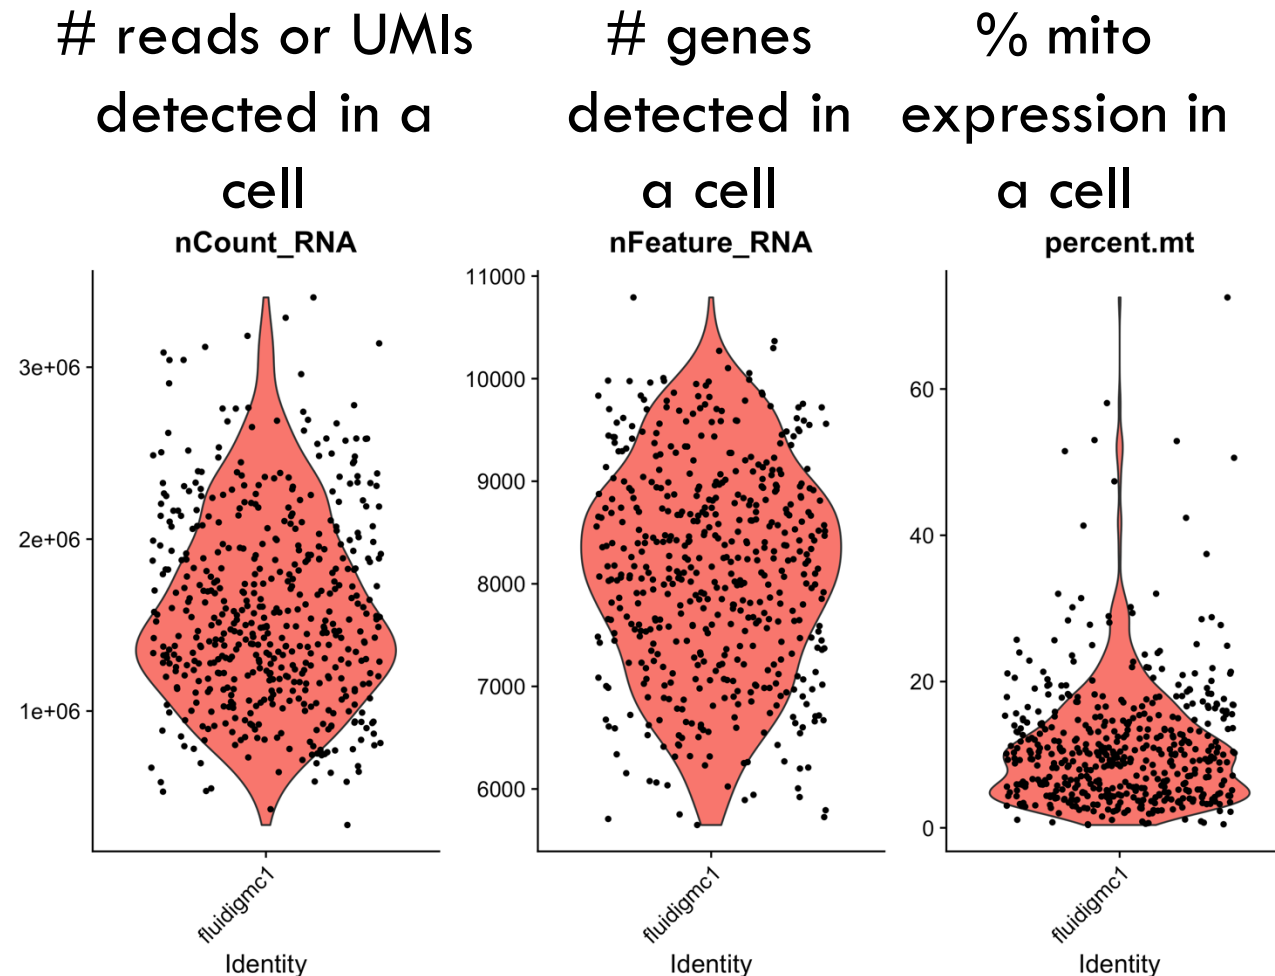 # reads or UMIs
detected in a
cell
nCount_RNA
3e+06
2e+06
1e+06
fluidigmc1
Identity
# genes
detected in
a cell
nFeature_RNA
11000
10000
9000
8000
7000
6000
fluidigmc1
Identity
% mito
expression in
a cell
percent.mt
60
40
20
0
fluidigmc1
Identity